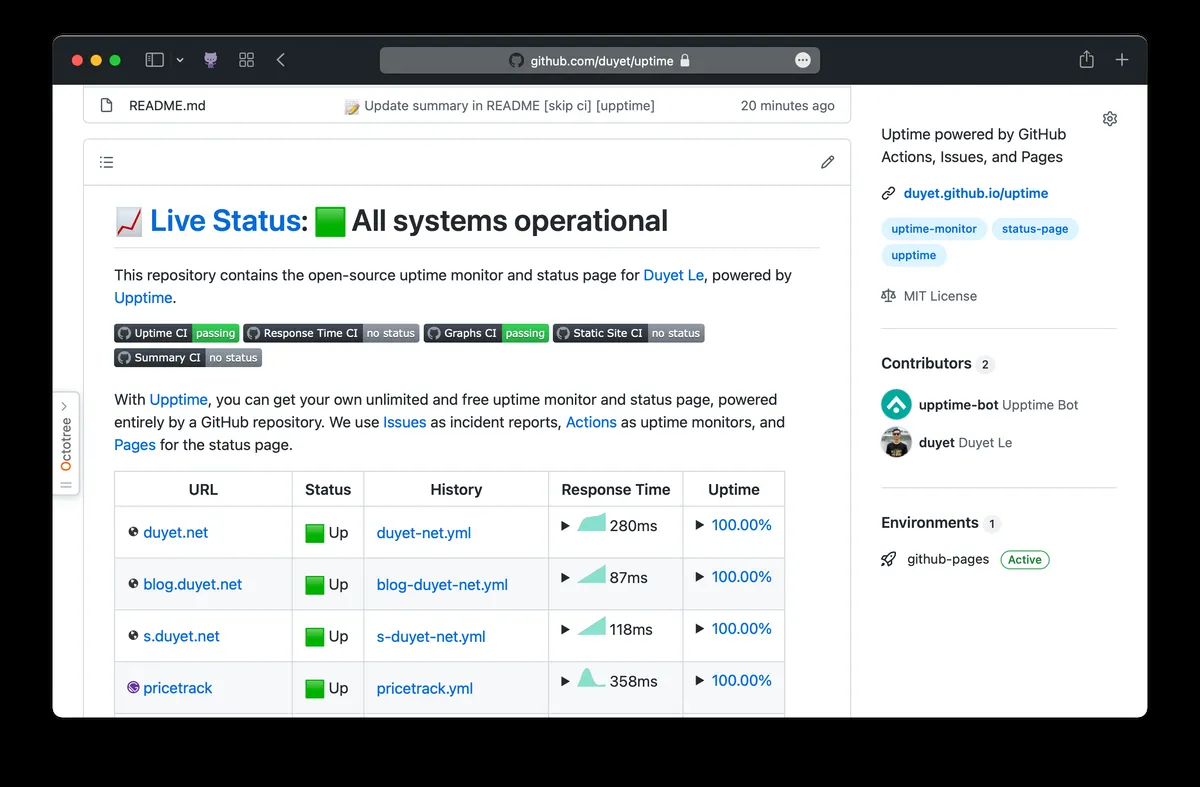 github.com/duyet/uptime
README.md Update summary in README [skip ci] [upptime] 20 minutes ago
Live Status: All systems operational
This repository contains the open-source uptime monitor and status page for Duyet Le, powered by
Upptime.
Uptime CI passing Response Time CI no status Graphs CI passing Static Site CI no status
Summary CI no status
With Upptime, you can get your own unlimited and free uptime monitor and status page, powered
entirely by a GitHub repository. We use Issues as incident reports, Actions as uptime monitors, and
Pages for the status page.
URL Status History Response Time Uptime
duyet.net Up duyet-net.yml 280ms 100.00%
blog.duyet.net Up blog-duyet-net.yml 87ms 100.00%
s.duyet.net Up s-duyet-net.yml 118ms 100.00%
pricetrack Up pricetrack.yml 358ms 100.00%
Octotree
Uptime powered by GitHub
Actions, Issues, and Pages
duyet.github.io/uptime
uptime-monitor status-page
upptime
MIT License
Contributors 2
upptime-bot Upptime Bot
duyet Duyet Le
Environments 1
github-pages Active